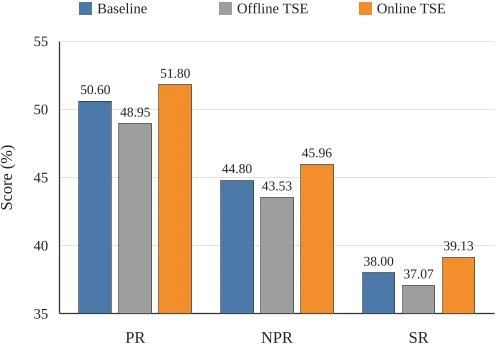 Baseline Offline TSE Online TSE
55
50
45
40
35
Score (%)
50.60 48.95 51.80
44.80 43.53 45.96
38.00 37.07 39.13
PR NPR SR